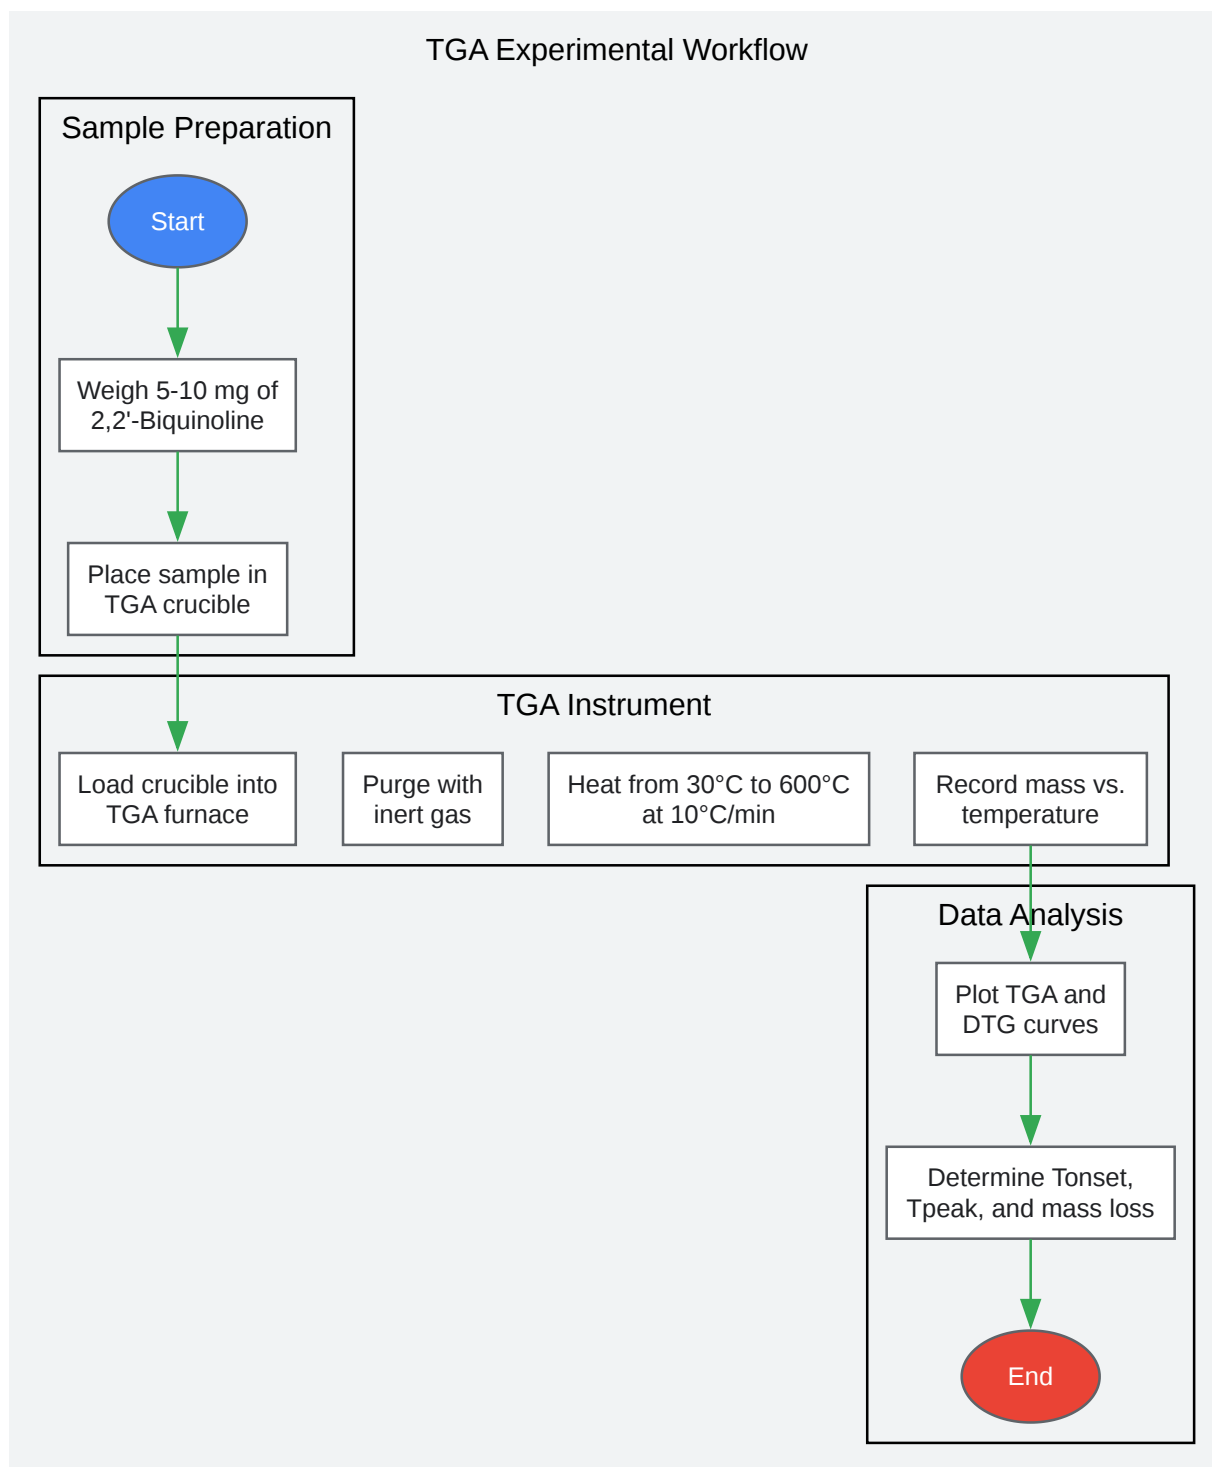 TGA Experimental Workflow
Sample Preparation
Start
Weigh 5-10 mg of
2,2'-Biquinoline
Place sample in
TGA crucible
TGA Instrument
Load crucible into
TGA furnace
Purge with
inert gas
Heat from 30°C to 600°C
at 10°C/min
Record mass vs.
temperature
Data Analysis
Plot TGA and
DTG curves
Determine Tonset,
Tpeak, and mass loss
End